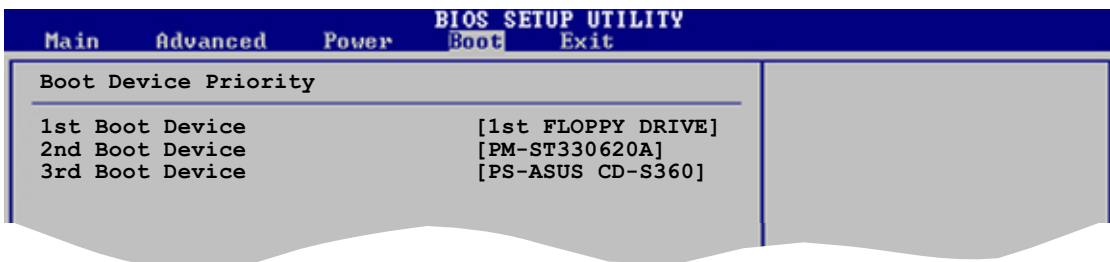 BIOS SETUP UTILITY
Main Advanced Power Boot Exit
Boot Device Priority
1st Boot Device [1st FLOPPY DRIVE]
2nd Boot Device [PM-ST330620A]
3rd Boot Device [PS-ASUS CD-S360]